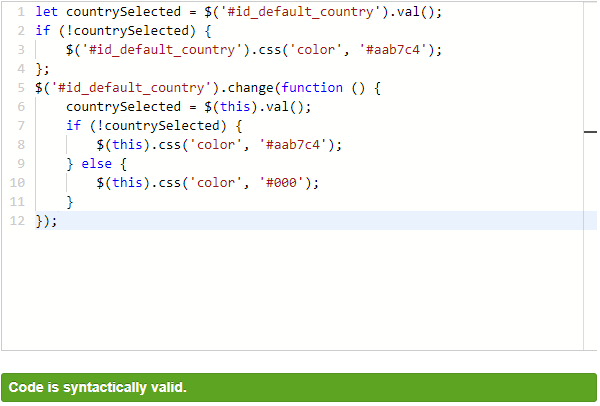 1 let countrySelected = $('#id_default_country').val();
2 if (!countrySelected) {
3     $('#id_default_country').css('color', '#aab7c4');
4 };
5 $('#id_default_country').change(function () {
6     countrySelected = $(this).val();
7     if (!countrySelected) {
8         $(this).css('color', '#aab7c4');
9     } else {
10         $(this).css('color', '#000');
11     }
12 });
Code is syntactically valid.